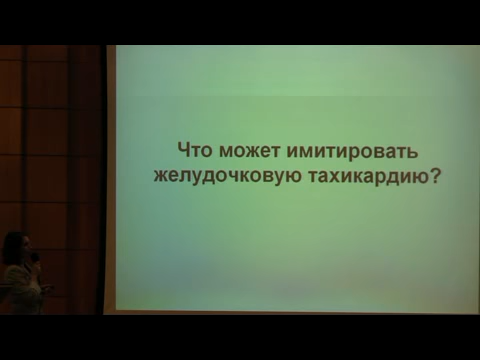 Что может имитировать
желудочковую тахикардию?